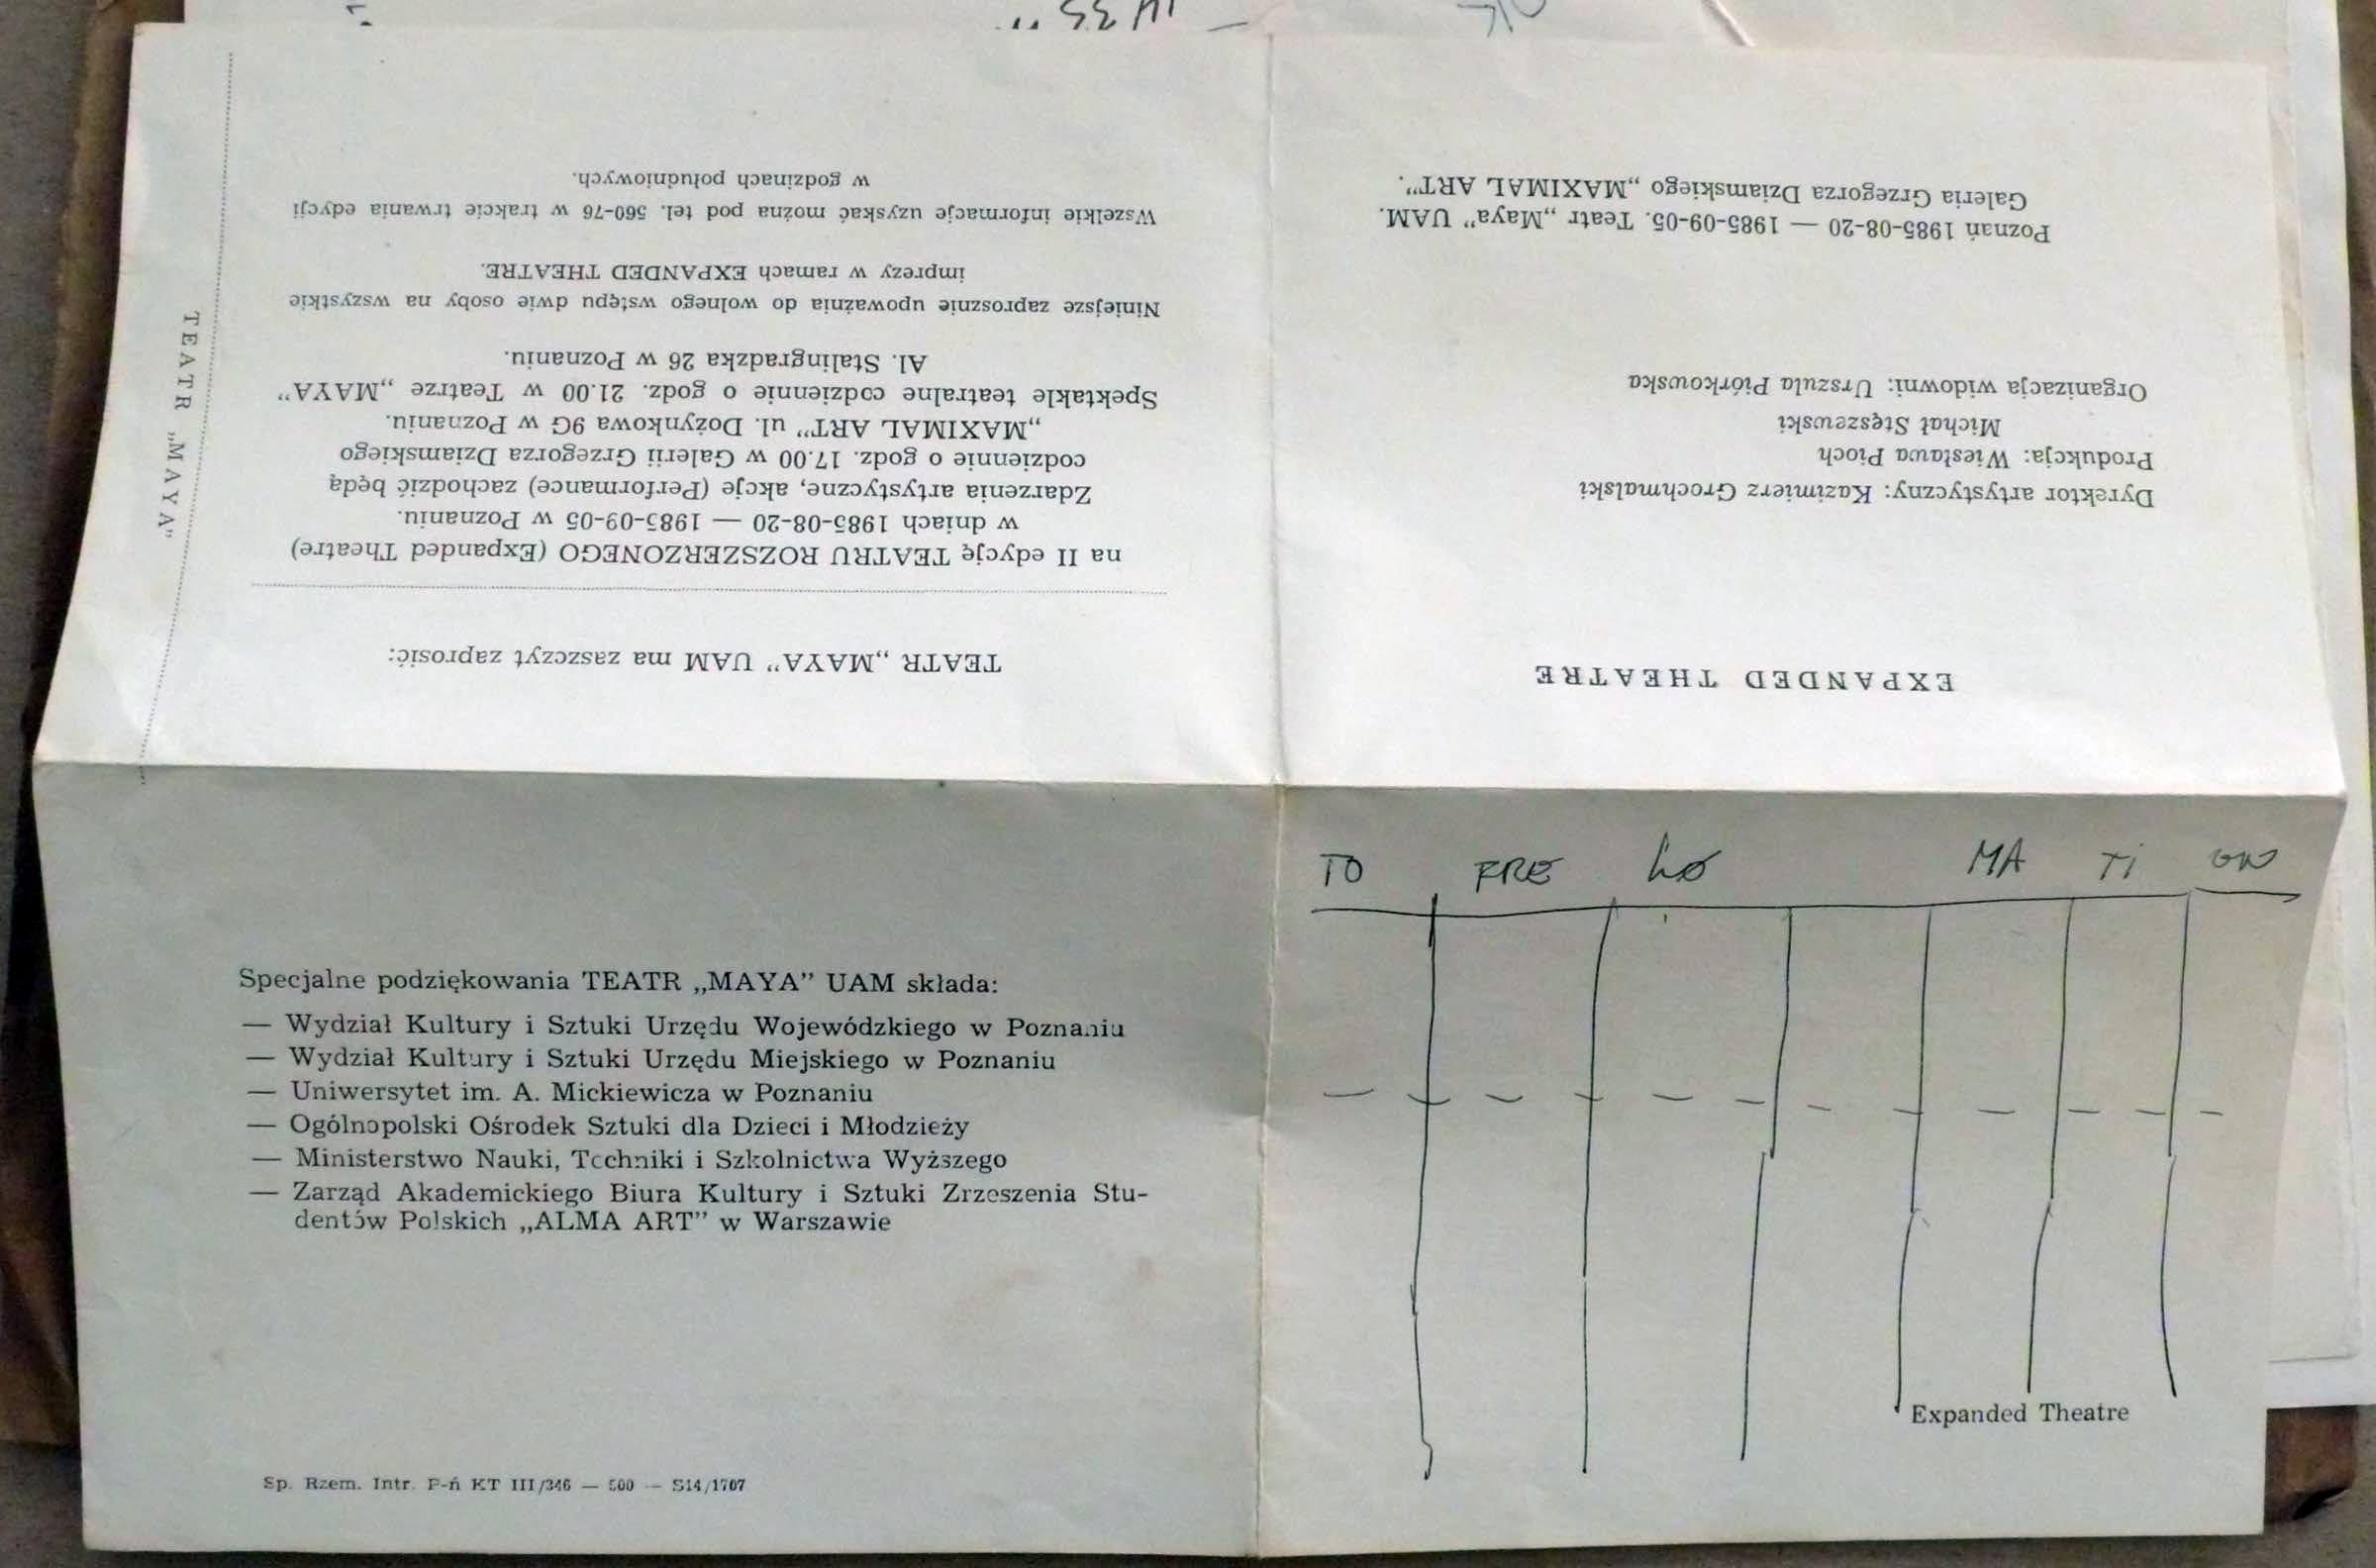 TEATR „MAYA” UAM ma zaszczyt zaprosić:
na II edycję TEATRU ROZSZERZONEGO (Expanded Theatre)
w dniach 1985-08-20 — 1985-09-05 w Poznaniu.
Zdarzenia artystyczne, akcje (Performance) zachodzić będą
codziennie o godz. 17.00 w Galerii Grzegorza Dziamskiego
„MAXIMAL ART” ul. Dożynkowa 9G w Poznaniu.
Spektakle teatralne codziennie o godz. 21.00 w Teatrze „MAYA”
Al. Stalingradzka 26 w Poznaniu.
Niniejsze zaprosznie upoważnia do wolnego wstępu dwie osoby na wszystkie
imprezy w ramach EXPANDED THEATRE.
Wszelkie informacje uzyskać można pod tel. 560-76 w trakcie trwania edycji
w godzinach południowych.
TEATR „MAYA”
EXPANDED THEATRE
Dyrektor artystyczny: Kazimierz Grochmalski
Produkcja: Wiesława Pioch
Michał Stęszewski
Organizacja widowni: Urszula Piórkowska
Poznań 1985-08-20 — 1985-09-05. Teatr „Maya” UAM.
Galeria Grzegorza Dziamskiego „MAXIMAL ART”.
Specjalne podziękowania TEATR „MAYA” UAM składa:
— Wydział Kultury i Sztuki Urzędu Wojewódzkiego w Poznaniu
— Wydział Kultury i Sztuki Urzędu Miejskiego w Poznaniu
— Uniwersytet im. A. Mickiewicza w Poznaniu
— Ogólnopolski Ośrodek Sztuki dla Dzieci i Młodzieży
— Ministerstwo Nauki, Techniki i Szkolnictwa Wyższego
— Zarząd Akademickiego Biura Kultury i Sztuki Zrzeszenia Stu-
dentów Polskich „ALMA ART” w Warszawie
Sp. Rzem. Intr. P-ń KT III/346 — 500 — S14/1707
TO FRE LØ MA Ti ON
Expanded Theatre